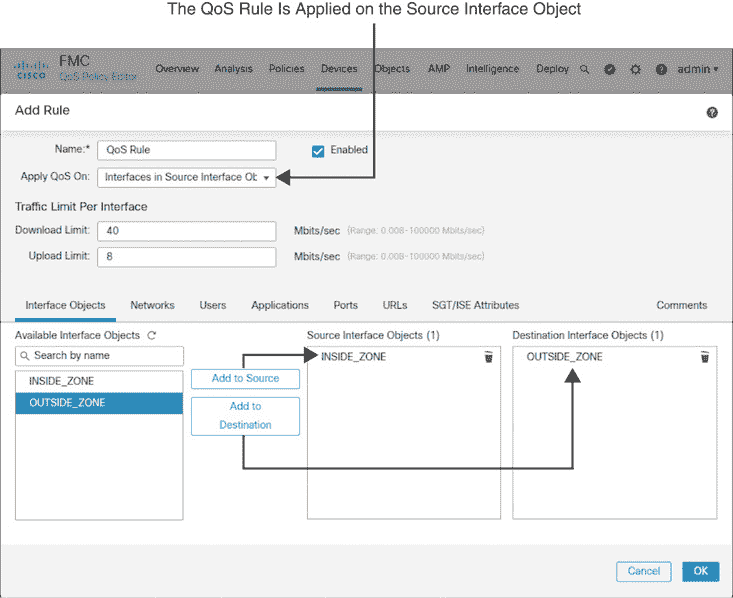 The QoS Rule Is Applied on the Source Interface Object
CISCO
FMC
QoS Policy Editor
Overview Analysis Policies Devices Objects AMP Intelligence Deploy admin
Add Rule
Name:* QoS Rule Enabled
Apply QoS On: Interfaces in Source Interface Ob
Traffic Limit Per Interface
Download Limit: 40 Mbits/sec (Range: 0.008-100000 Mbits/sec)
Upload Limit: 8 Mbits/sec (Range: 0.008-100000 Mbits/sec)
Interface Objects Networks Users Applications Ports URLs SGT/ISE Attributes Comments
Available Interface Objects Source Interface Objects (1) Destination Interface Objects (1)
Search by name
INSIDE_ZONE
OUTSIDE_ZONE
Add to Source
Add to
Destination
INSIDE_ZONE
OUTSIDE_ZONE
Cancel OK